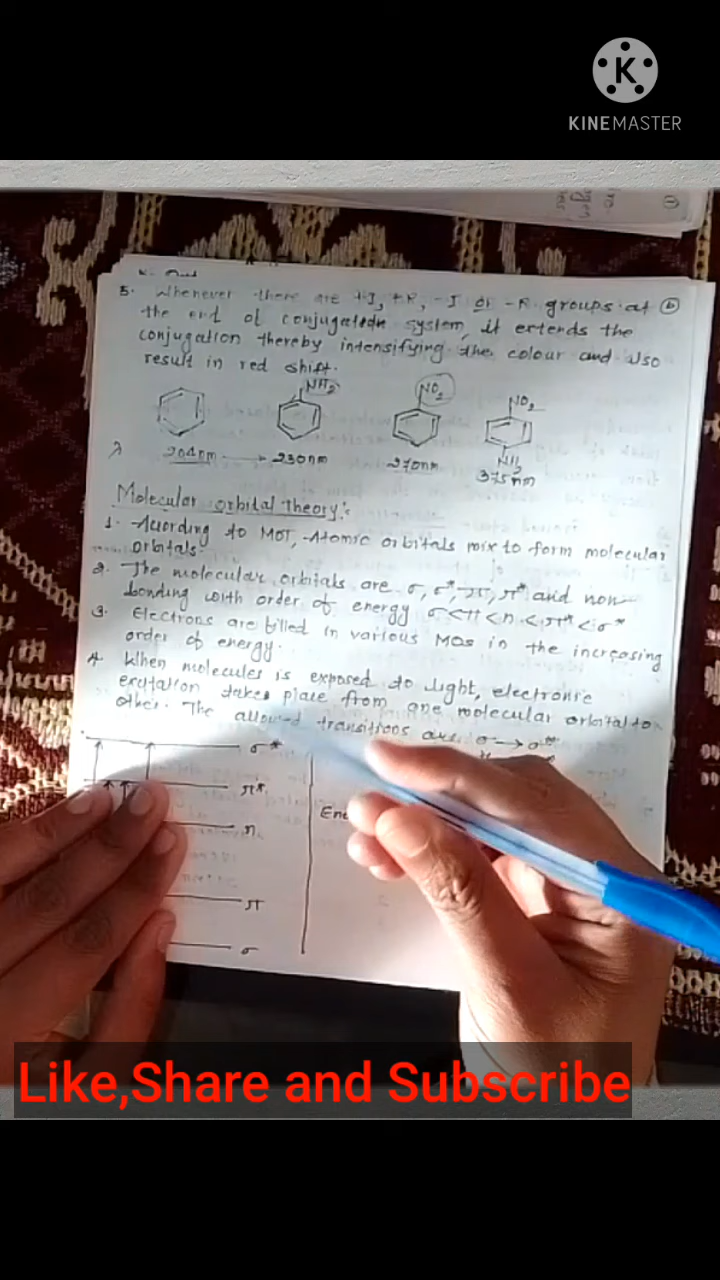 K
KINEMASTER
5. Whenever there are +I, +R, -I or -R groups at 6
the end of conjugation system, it extends the
conjugation thereby intensifying the colour and also
result in red shift.
NH2 NO2 NO2
NH2
λ 204nm → 230nm 270nm 375nm
Molecular orbital Theory:
1. According to MOT, Atomic orbitals mix to form molecular
orbitals.
2. The molecular orbitals are σ, σ*, π, π* and non-
bonding with order of energy σ<π<n<π*<σ*
3. Electrons are filled in various MOs in the increasing
order of energy.
4 When molecules is exposed to light, electronic
excitation takes place from one molecular orbital to
other. The allowed transitions are σ → σ*
σ*
π*
n
π
σ
Like,Share and Subscribe